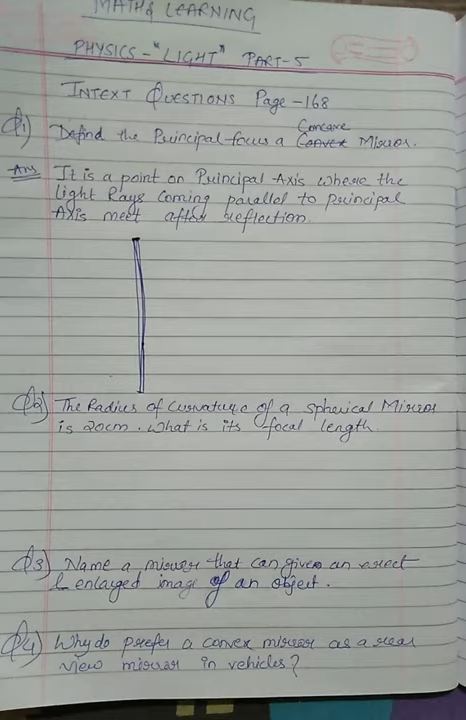 MATHS LEARNING
PHYSICS - "LIGHT" PART-5
INTEXT QUESTIONS Page - 168
Q1) Defind the Principal focus a Concave Convex Mirror.
Ans It is a point on Principal Axis where the
light Rays coming parallel to principal
Axis meet after reflection.
Q2) The Radius of Curvature of a spherical Mirror
is 20cm. What is its focal length
Q3) Name a mirror that can given an erect
& enlarged image of an object.
Q4) Why do prefer a convex mirror as a rear
view mirror in vehicles?